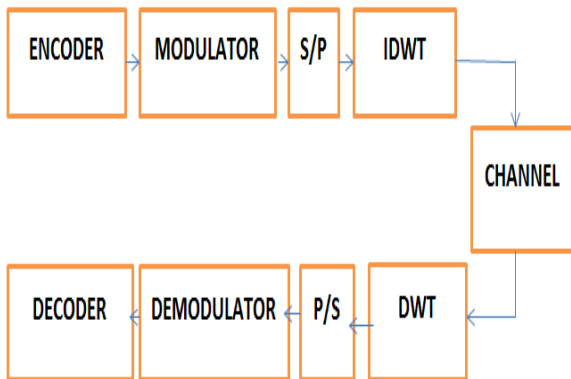 ENCODER
MODULATOR
S/P
IDWT
CHANNEL
DECODER
DEMODULATOR
P/S
DWT